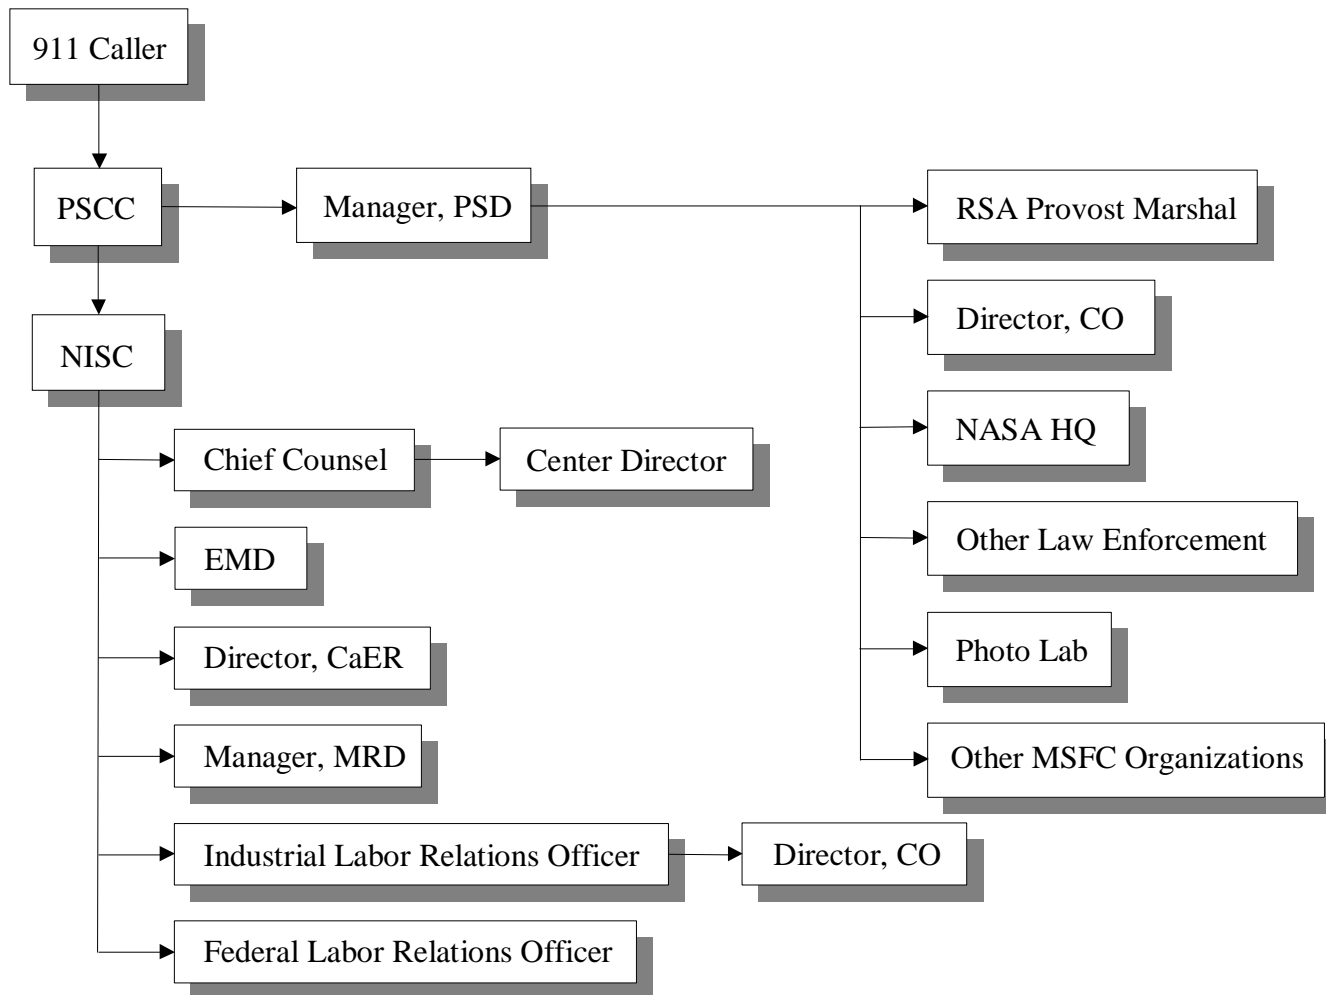 911 Caller
PSCC
Manager, PSD
RSA Provost Marshal
Director, CO
NISC
NASA HQ
Chief Counsel
Center Director
Other Law Enforcement
EMD
Photo Lab
Director, CaER
Manager, MRD
Other MSFC Organizations
Industrial Labor Relations Officer
Director, CO
Federal Labor Relations Officer